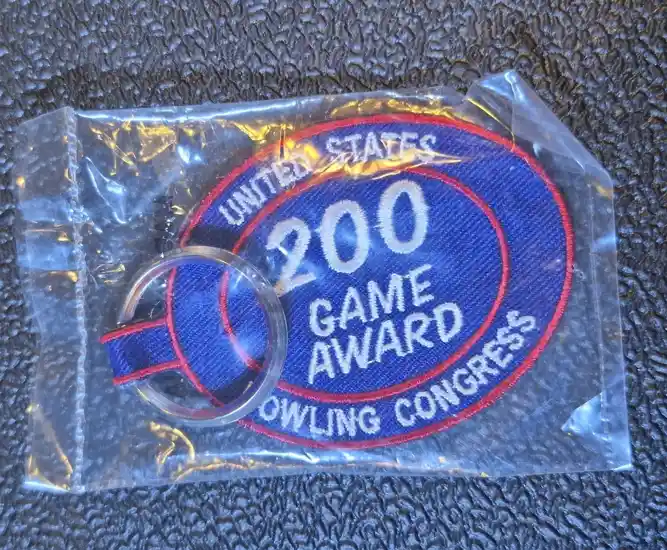 UNITED STATES
200
GAME
AWARD
OWLING CONGRESS